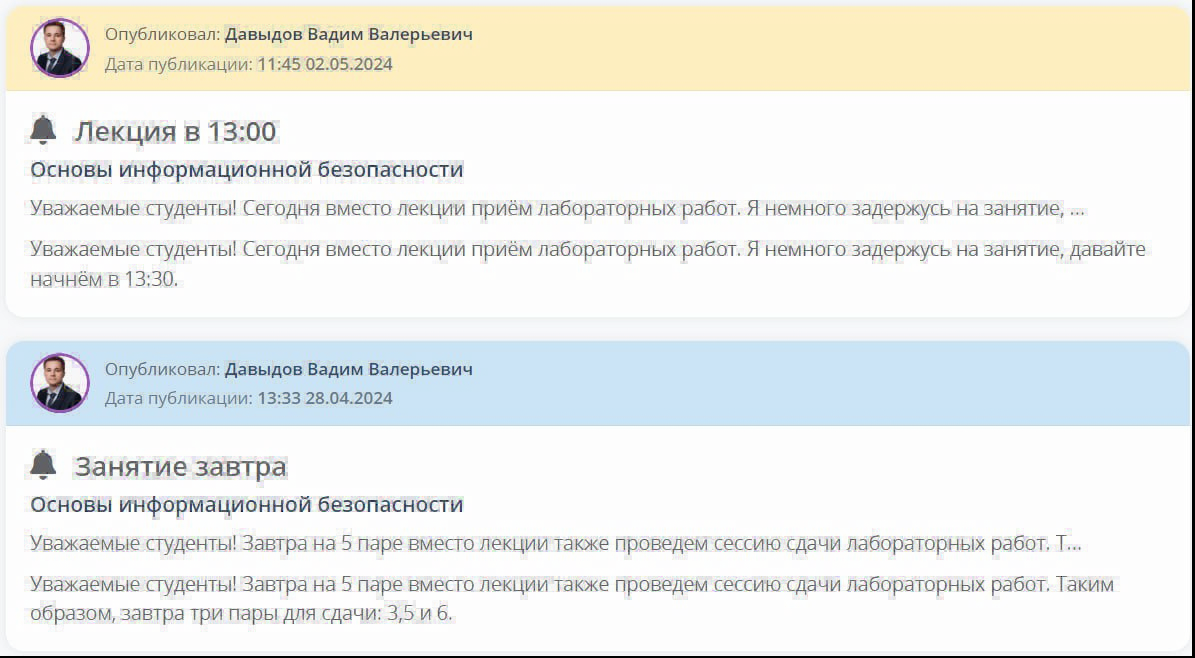 Опубликовал: Давыдов Вадим Валерьевич
Дата публикации: 11:45 02.05.2024
Лекция в 13:00
Основы информационной безопасности
Уважаемые студенты! Сегодня вместо лекции приём лабораторных работ. Я немного задержусь на занятие, ...
Уважаемые студенты! Сегодня вместо лекции приём лабораторных работ. Я немного задержусь на занятие, давайте
начнём в 13:30.
Опубликовал: Давыдов Вадим Валерьевич
Дата публикации: 13:33 28.04.2024
Занятие завтра
Основы информационной безопасности
Уважаемые студенты! Завтра на 5 паре вместо лекции также проведем сессию сдачи лабораторных работ. Т...
Уважаемые студенты! Завтра на 5 паре вместо лекции также проведем сессию сдачи лабораторных работ. Таким
образом, завтра три пары для сдачи: 3,5 и 6.